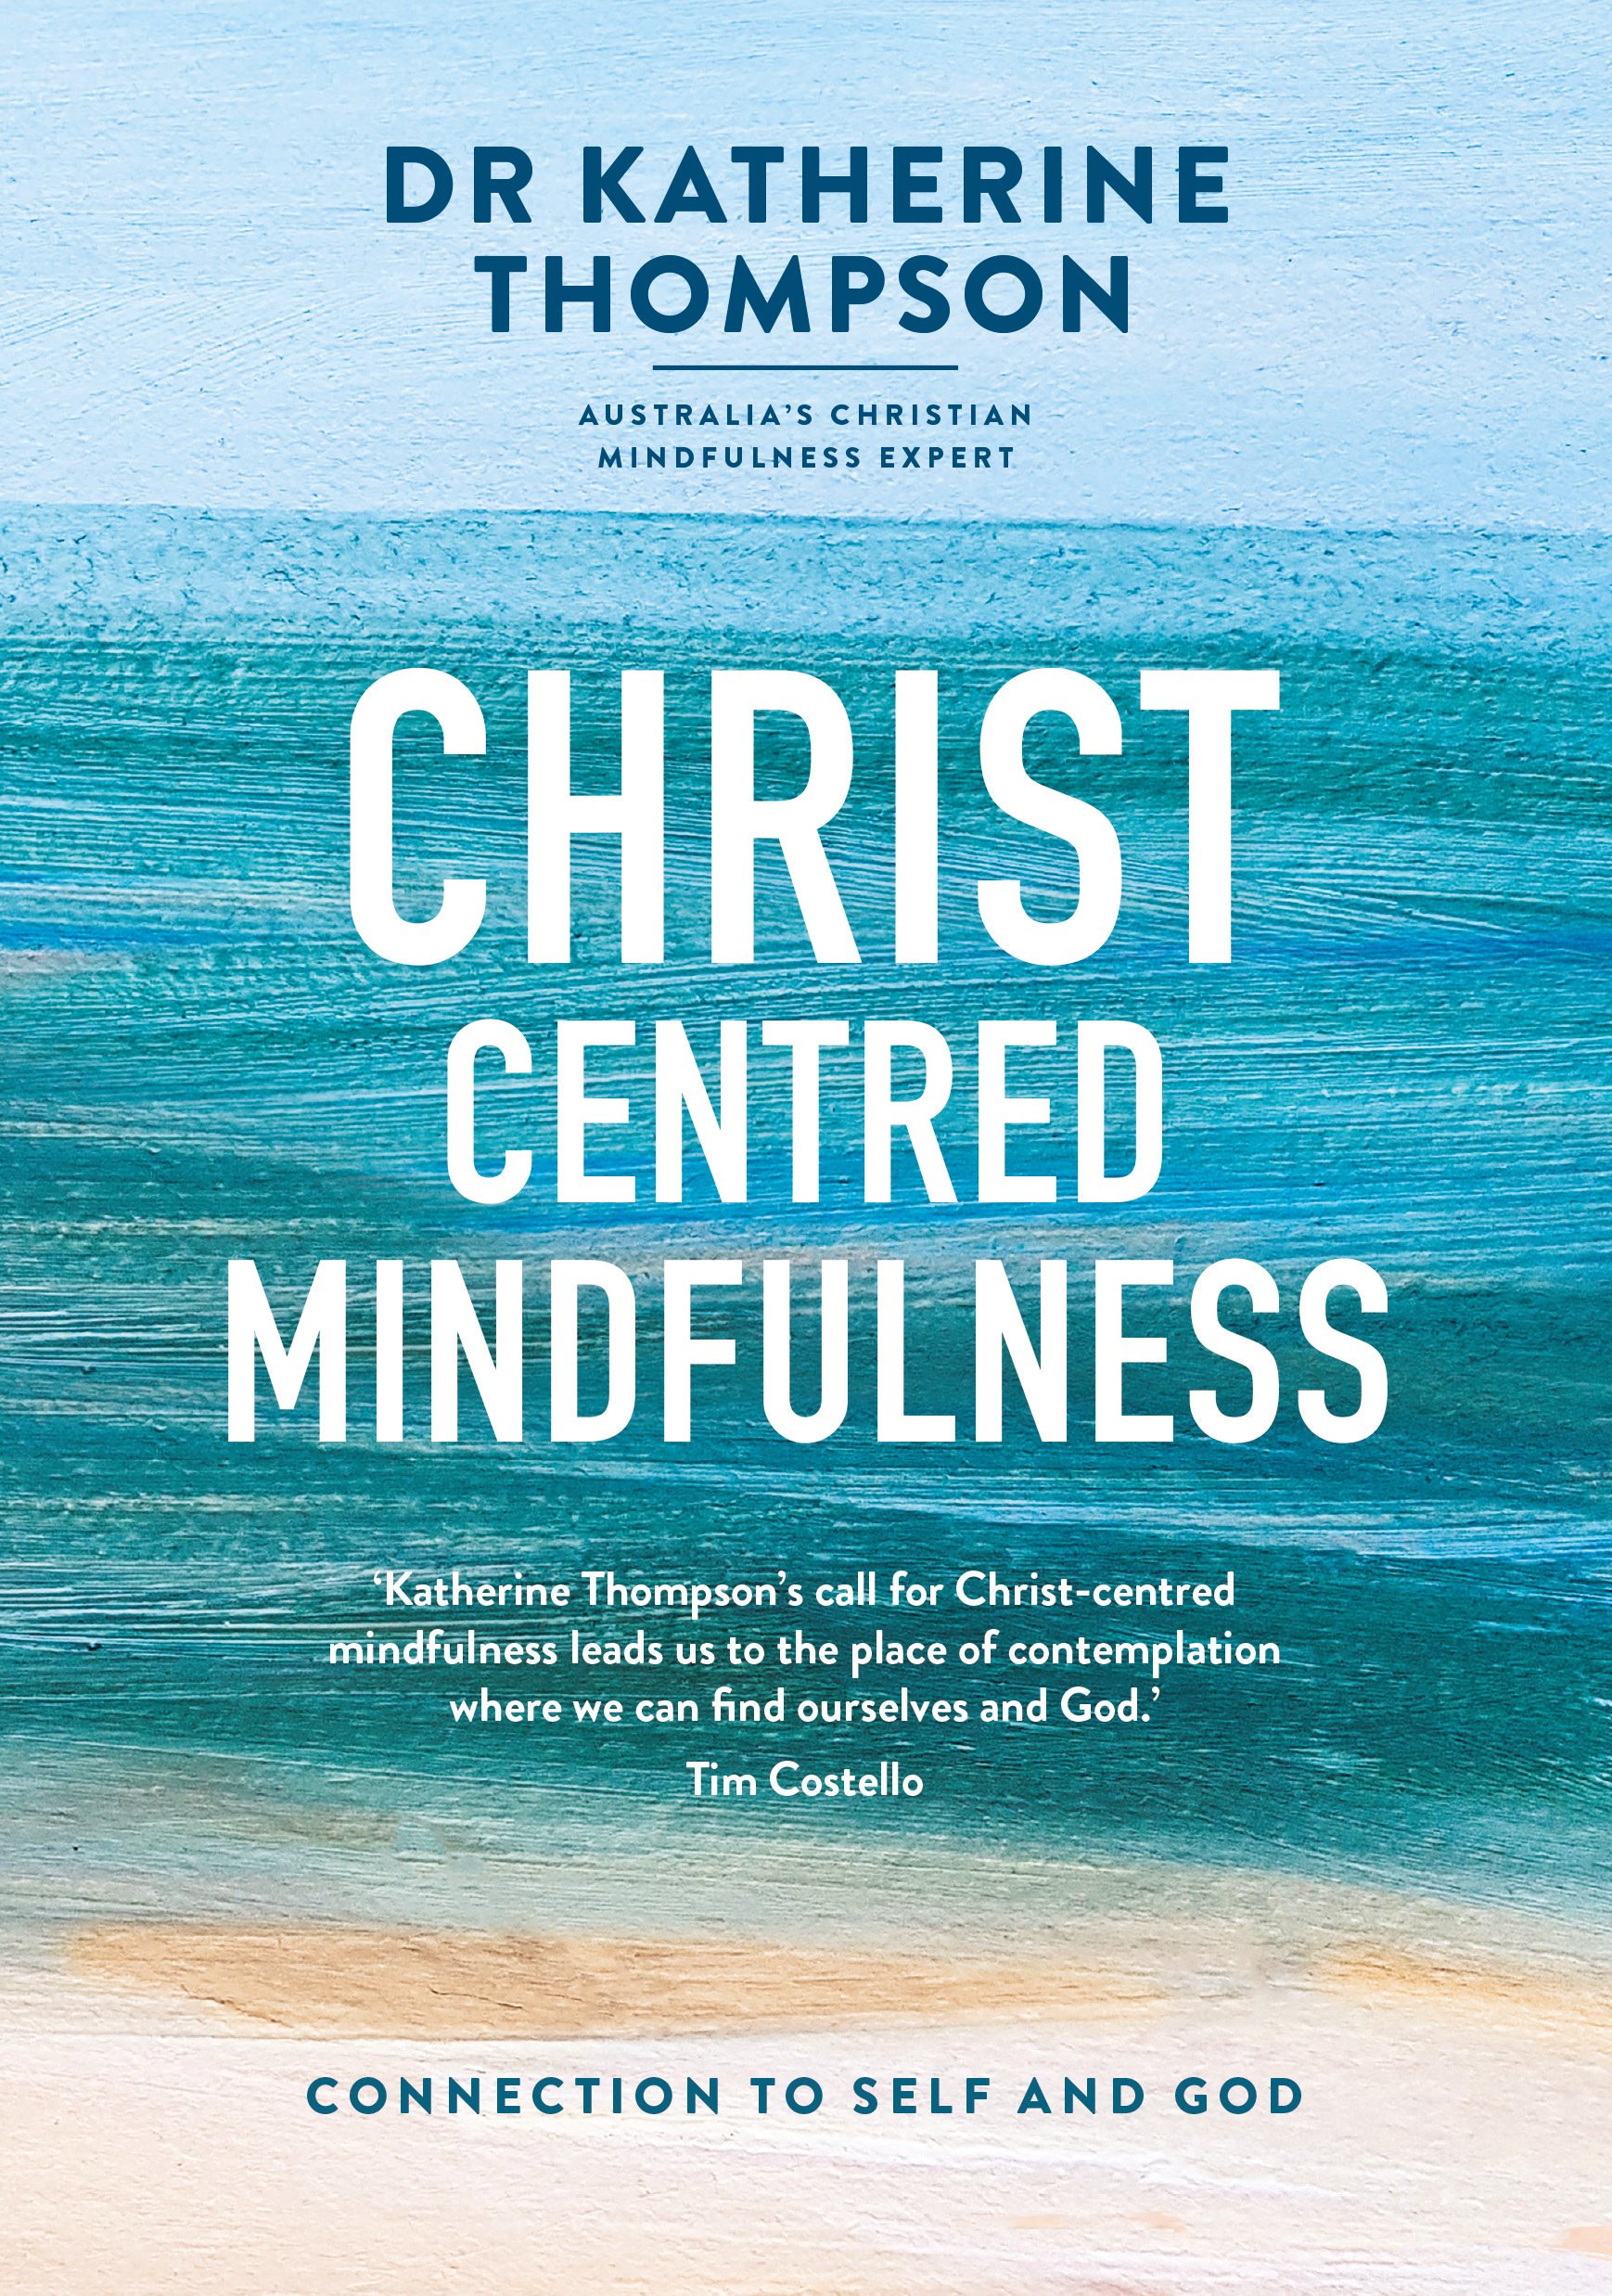 DR KATHERINE
THOMPSON
AUSTRALIA’S CHRISTIAN
MINDFULNESS EXPERT
CHRIST
CENTRED
MINDFULNESS
‘Katherine Thompson’s call for Christ-centred
mindfulness leads us to the place of contemplation
where we can find ourselves and God.’
Tim Costello
CONNECTION TO SELF AND GOD